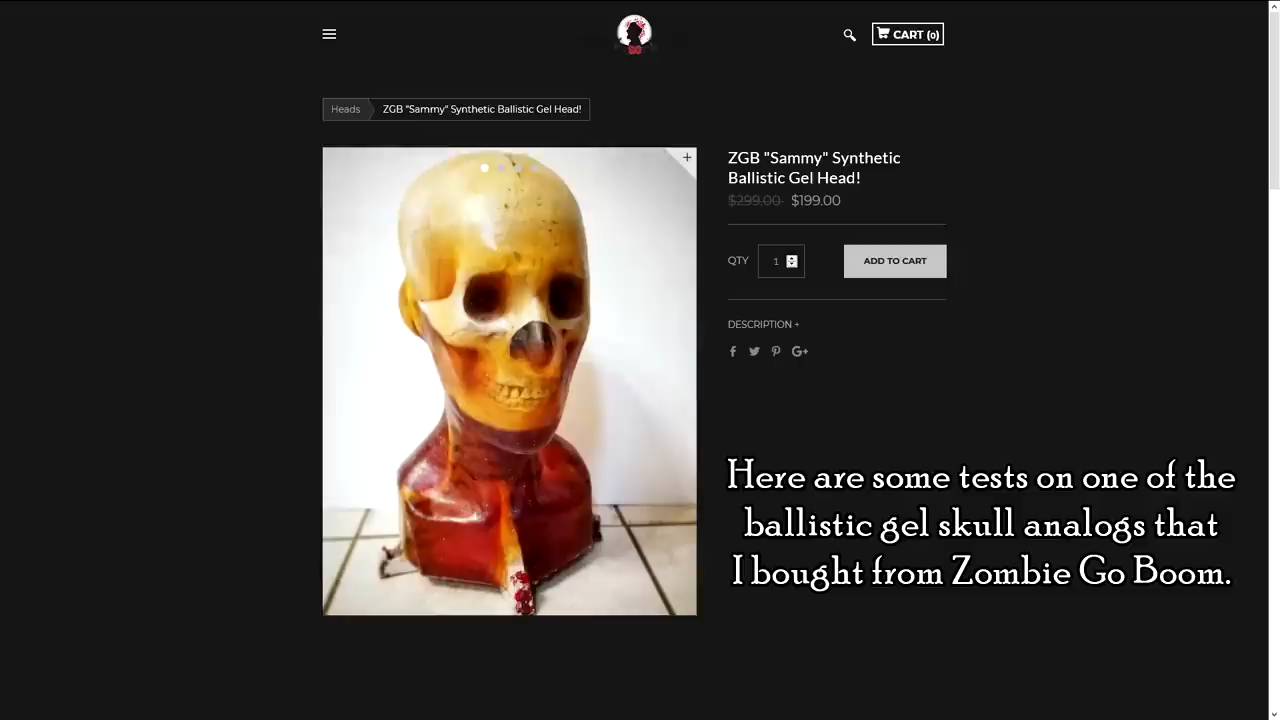 CART (0)
Heads
ZGB "Sammy" Synthetic Ballistic Gel Head!
ZGB "Sammy" Synthetic
Ballistic Gel Head!
$299.00 $199.00
QTY 1 ADD TO CART
DESCRIPTION +
Here are some tests on one of the
ballistic gel skull analogs that
I bought from Zombie Go Boom.